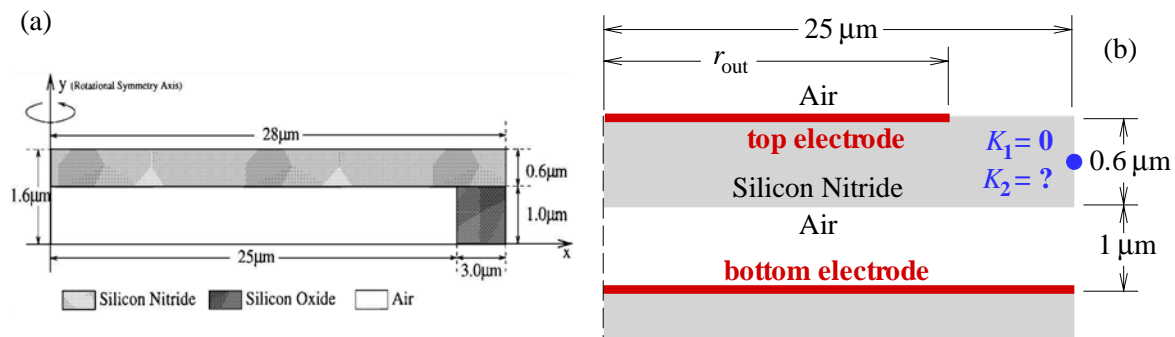 (a)
y (Rotational Symmetry Axis)
28μm
1.6μm
0.6μm
1.0μm
25μm
3.0μm
x
Silicon Nitride
Silicon Oxide
Air
25 μm
(b)
r_out
Air
top electrode
K₁ = 0
K₂ = ?
0.6 μm
Silicon Nitride
Air
1 μm
bottom electrode